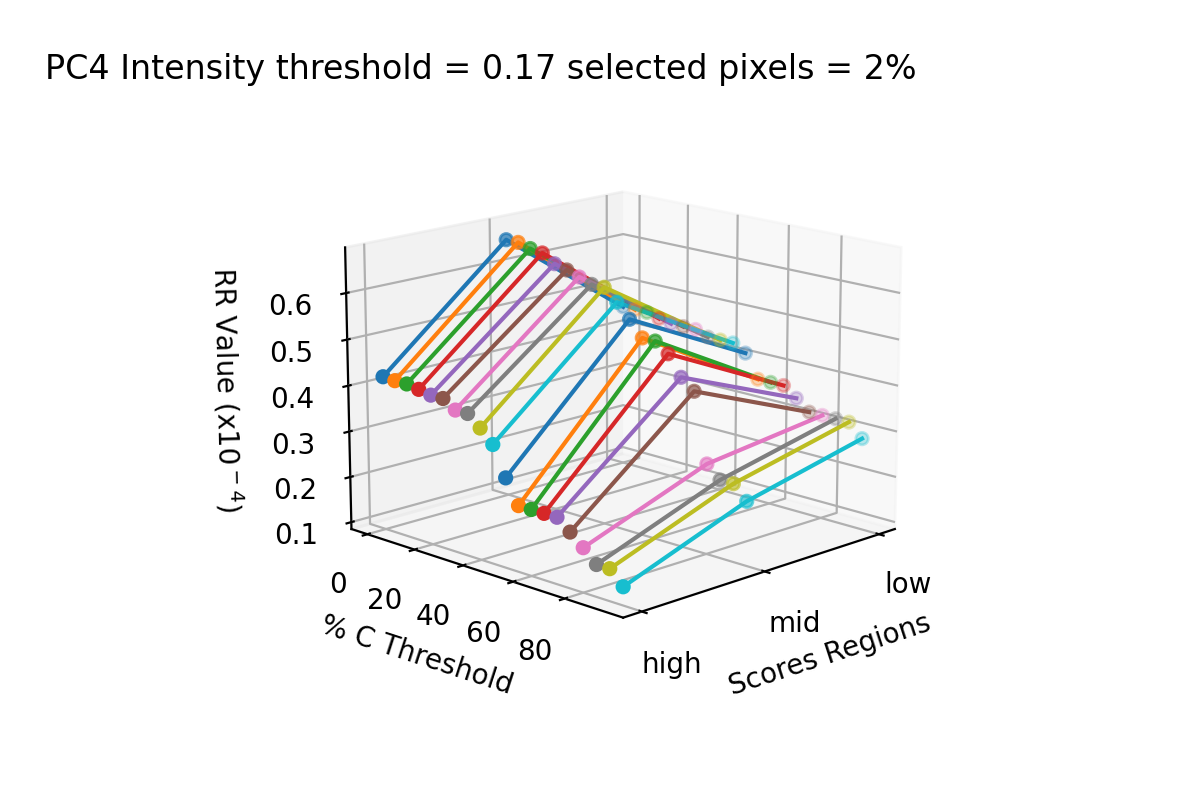 PC4 Intensity threshold = 0.17 selected pixels = 2%
RR Value (x10⁻⁴)
0.6
0.5
0.4
0.3
0.2
0.1
0
20
40
60
80
% C Threshold
high
mid
low
Scores Regions